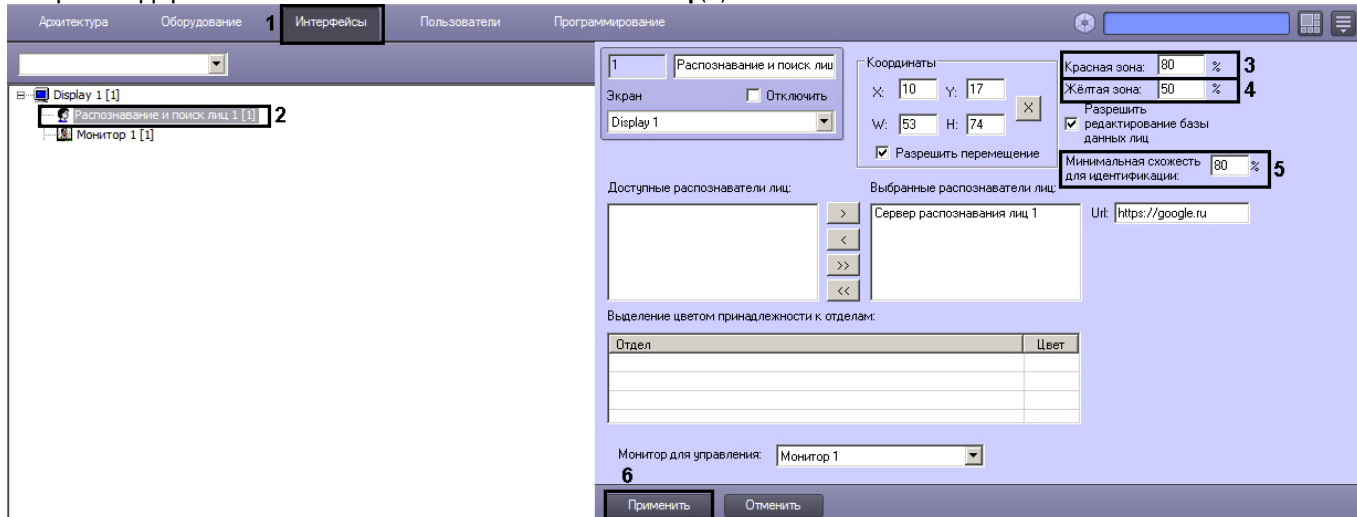 Архитектура Оборудование 1 Интерфейсы Пользователи Программирование
Display 1 [1]
Распознавание и поиск лиц 1 [1] 2
Монитор 1 [1]
1 Распознавание и поиск лиц
Экран Отключить
Display 1
Координаты
X: 10 Y: 17
X
W: 53 H: 74
Разрешить перемещение
Красная зона: 80 % 3
Жёлтая зона: 50 % 4
Разрешить
редактирование базы
данных лиц
Минимальная схожесть
для идентификации: 80 % 5
Доступные распознаватели лиц:
Выбранные распознаватели лиц:
>
<
>>
<<
Сервер распознавания лиц 1
Url: https://google.ru
Выделение цветом принадлежности к отделам:
Отдел Цвет
Монитор для управления: Монитор 1
6
Применить Отменить